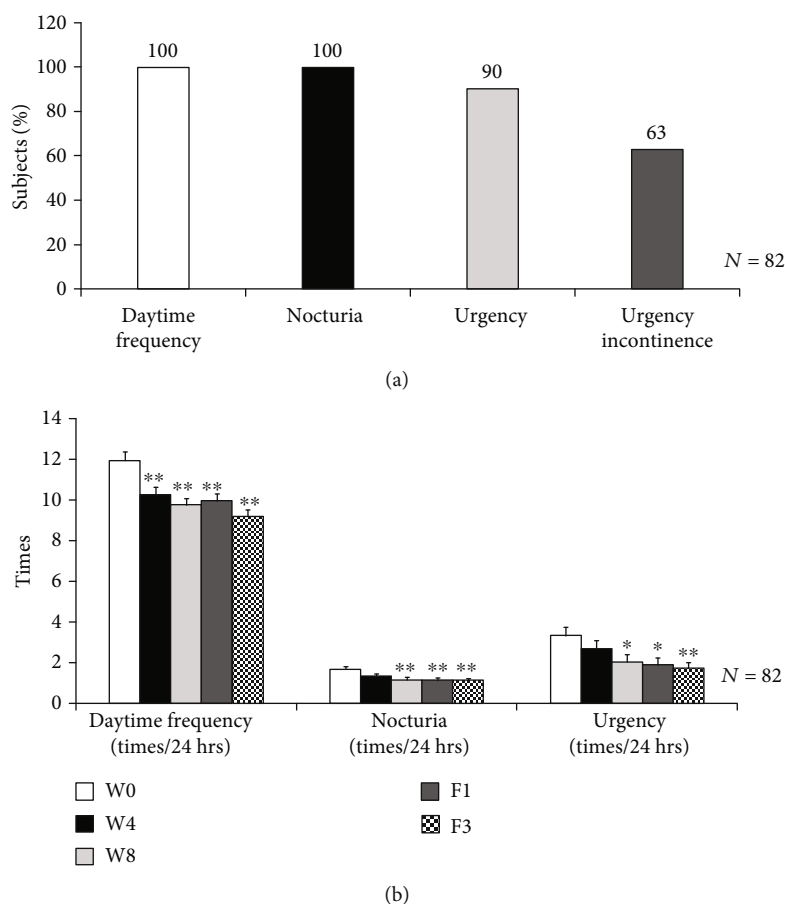 120
100
80
60
40
20
0
Subjects (%)
100
100
90
63
N = 82
Daytime frequency
Nocturia
Urgency
Urgency incontinence
(a)
14
12
10
8
6
4
2
0
Times
** ** ** **
** ** **
* * **
N = 82
Daytime frequency
(times/24 hrs)
Nocturia
(times/24 hrs)
Urgency
(times/24 hrs)
W0
W4
W8
F1
F3
(b)